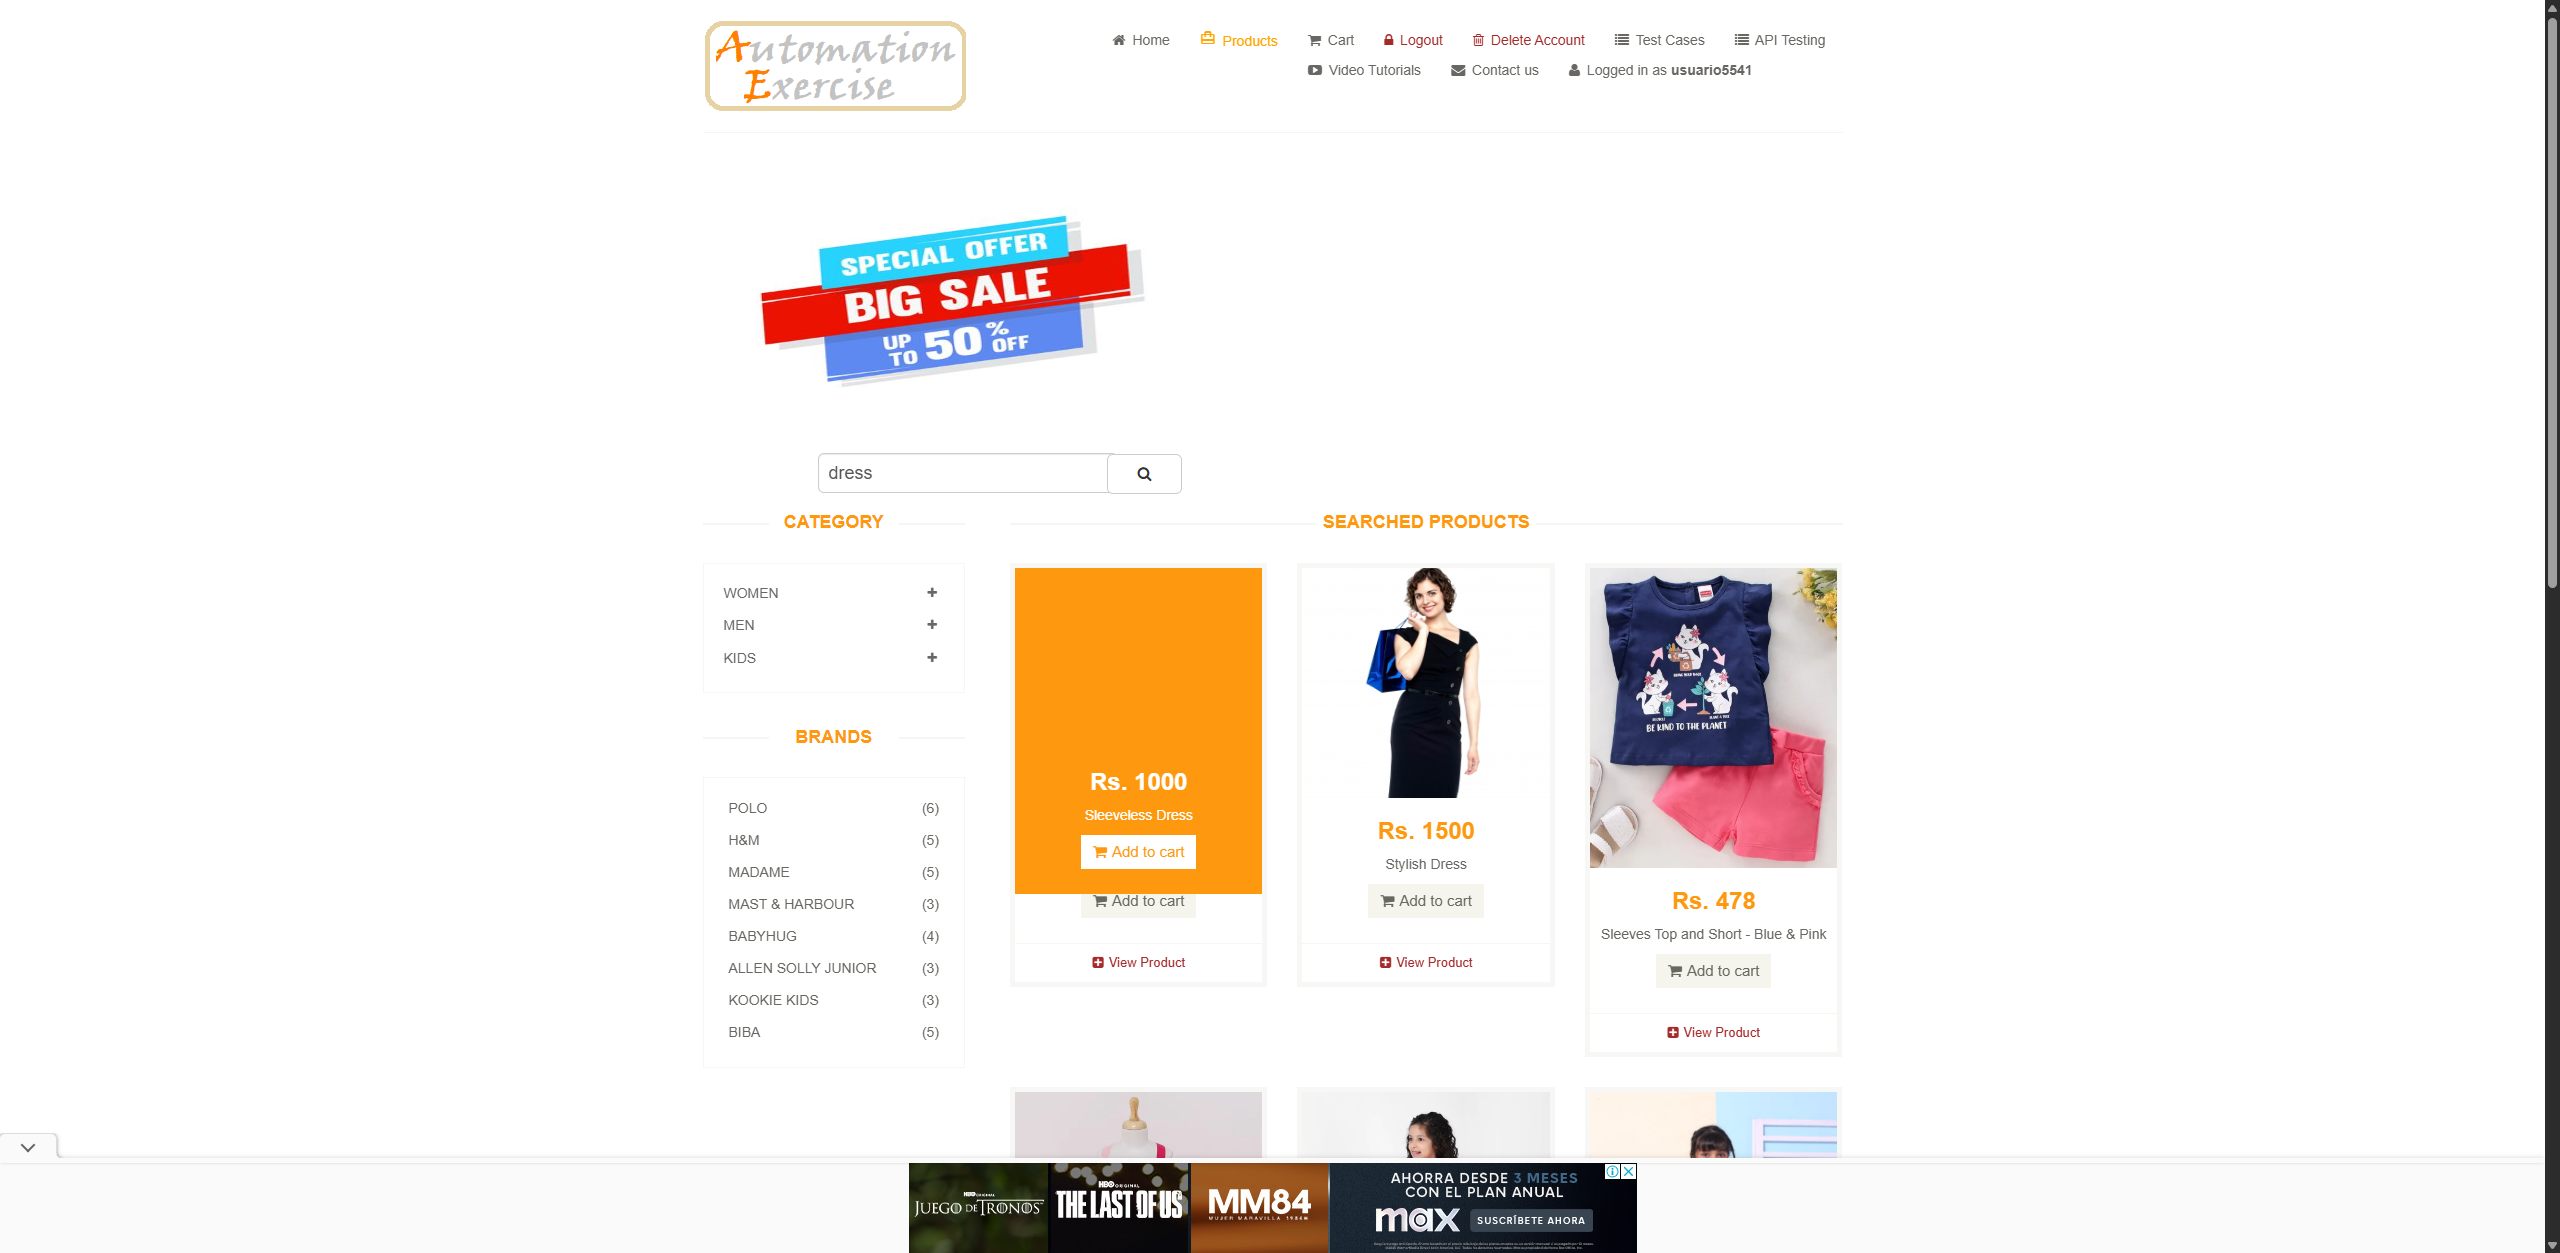 Automation
Exercise
Home
Products
Cart
Logout
Delete Account
Test Cases
API Testing
Video Tutorials
Contact us
Logged in as usuario5541
SPECIAL OFFER
BIG SALE
UP TO 50% OFF
dress
CATEGORY
WOMEN
MEN
KIDS
BRANDS
POLO (6)
H&M (5)
MADAME (5)
MAST & HARBOUR (3)
BABYHUG (4)
ALLEN SOLLY JUNIOR (3)
KOOKIE KIDS (3)
BIBA (5)
SEARCHED PRODUCTS
Rs. 1000
Sleeveless Dress
Add to cart
Add to cart
View Product
Rs. 1500
Stylish Dress
Add to cart
View Product
BE KIND TO THE PLANET
Rs. 478
Sleeves Top and Short - Blue & Pink
Add to cart
View Product
HBO ORIGINAL
JUEGO DE TRONOS
HBO ORIGINAL
THE LAST OF US
MM84
MUJER MARAVILLA 1984
AHORRA DESDE 3 MESES
CON EL PLAN ANUAL
max
SUSCRÍBETE AHORA